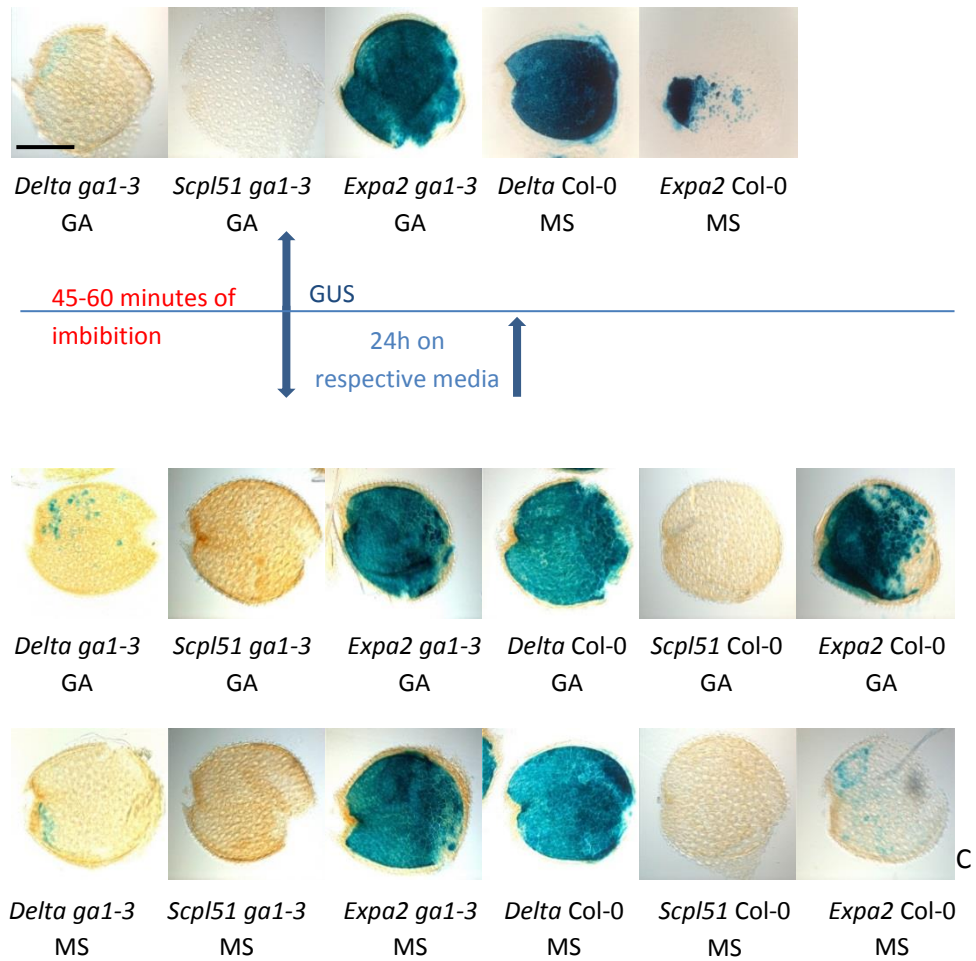 Delta ga1-3 Scpl51 ga1-3 Expa2 ga1-3 Delta Col-0 Expa2 Col-0
GA GA GA MS MS
45-60 minutes of imbibition
GUS
24h on
respective media
Delta ga1-3 Scpl51 ga1-3 Expa2 ga1-3 Delta Col-0 Scpl51 Col-0 Expa2 Col-0
GA GA GA GA GA GA
C
Delta ga1-3 Scpl51 ga1-3 Expa2 ga1-3 Delta Col-0 Scpl51 Col-0 Expa2 Col-0
MS MS MS MS MS MS